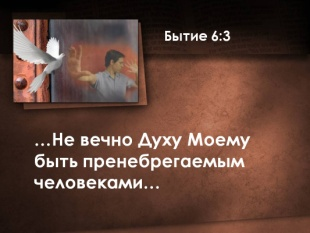 Бытие 6:3
…Не вечно Духу Моему
быть пренебрегаемым
человеками…